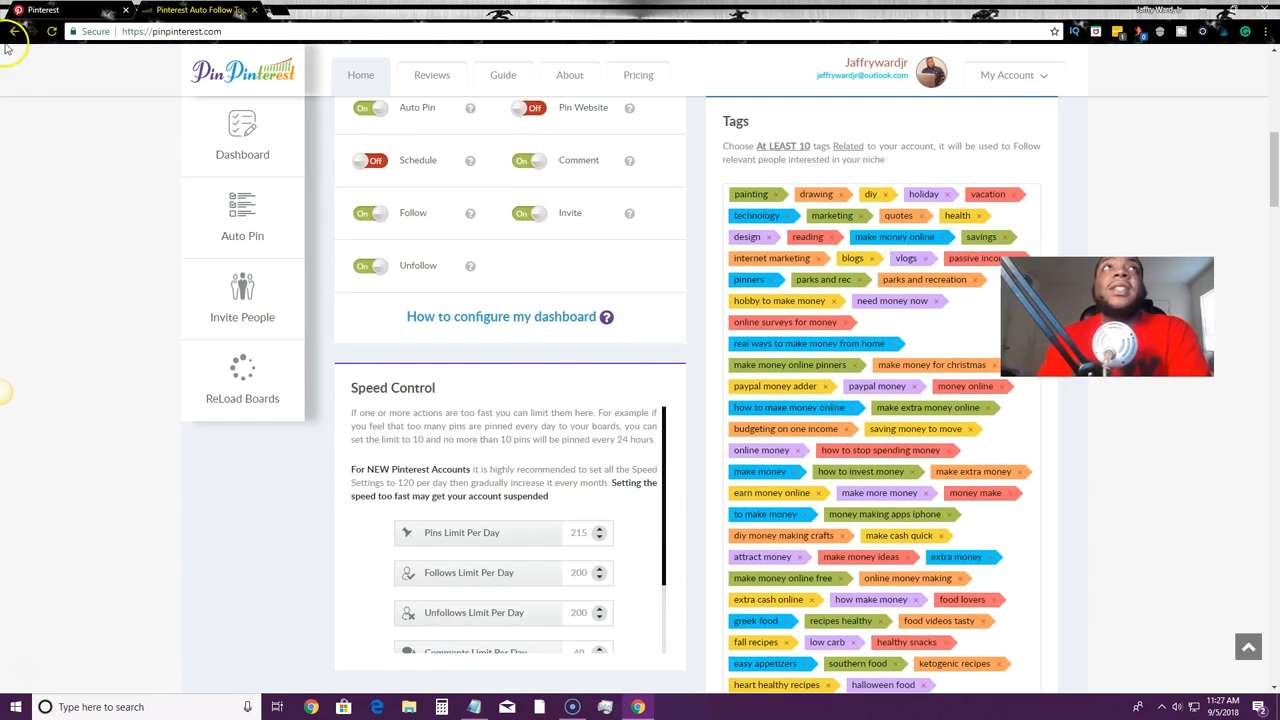 Pinterest
Pinterest Auto Follow To
Jaffy Ward Jr
Secure
https://pinpinterest.com
PinPinterest
Home
Reviews
Guide
About
Pricing
Jaffrywardjr
jaffrywardjr@outlook.com
My Account
Dashboard
Auto Pin
Invite People
ReLoad Boards
On Auto Pin ? Off Pin Website ?
Off Schedule ? On Comment ?
On Follow ? On Invite ?
On Unfollow ?
How to configure my dashboard ?
Speed Control
If one or more actions are too fast you can limit them here. For example if
you feel that too many pins are pinned every day to your boards, you can
set the limit to 10 and no more than 10 pins will be pinned every 24 hours.
For NEW Pinterest Accounts it is highly recommended to set all the Speed
Settings to 120 per day then gradually increase it every month. Setting the
speed too fast may get your account suspended
Pins Limit Per Day 215
Follows Limit Per Day 200
Unfollows Limit Per Day 200
Comments Limit Per Day 40
Tags
Choose At LEAST 10 tags Related to your account, it will be used to Follow
relevant people interested in your niche
painting × drawing × diy × holiday × vacation ×
technology × marketing × quotes × health ×
design × reading × make money online × savings ×
internet marketing × blogs × vlogs × passive incom
pinners × parks and rec × parks and recreation ×
hobby to make money × need money now ×
online surveys for money ×
real ways to make money from home ×
make money online pinners × make money for christmas ×
paypal money adder × paypal money × money online ×
how to make money online × make extra money online ×
budgeting on one income × saving money to move ×
online money × how to stop spending money ×
make money × how to invest money × make extra money ×
earn money online × make more money × money make ×
to make money × money making apps iphone ×
diy money making crafts × make cash quick ×
attract money × make money ideas × extra money ×
make money online free × online money making ×
extra cash online × how make money × food lovers ×
greek food × recipes healthy × food videos tasty ×
fall recipes × low carb × healthy snacks ×
easy appetizers × southern food × ketogenic recipes ×
heart healthy recipes × halloween food ×
Type here to search
11:27 AM
9/5/2018